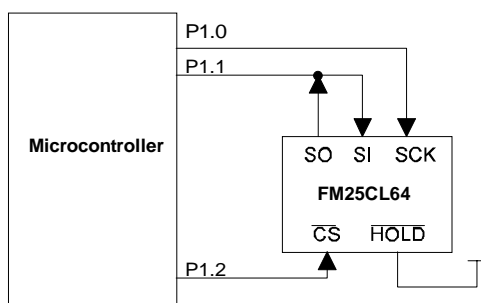 P1.0
P1.1
Microcontroller
SO SI SCK
FM25CL64
CS HOLD
P1.2